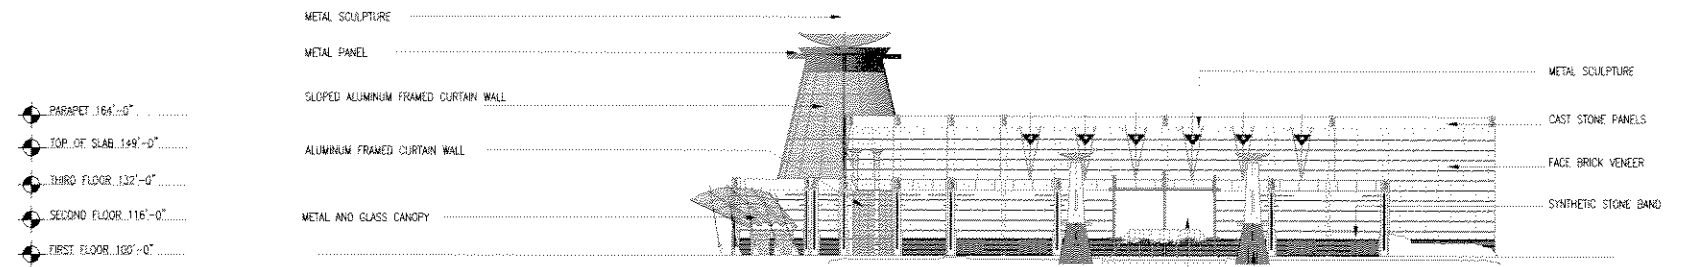 METAL SCULPTURE
METAL PANEL
METAL SCULPTURE
SLOPED ALUMINUM FRAMED CURTAIN WALL
PARAPET 164'-0"
CAST STONE PANELS
TOP OF SLAB 149'-0"
ALUMINUM FRAMED CURTAIN WALL
FACE BRICK VENEER
THIRD FLOOR 132'-0"
SYNTHETIC STONE BAND
SECOND FLOOR 116'-0"
METAL AND GLASS CANOPY
FIRST FLOOR 100'-0"